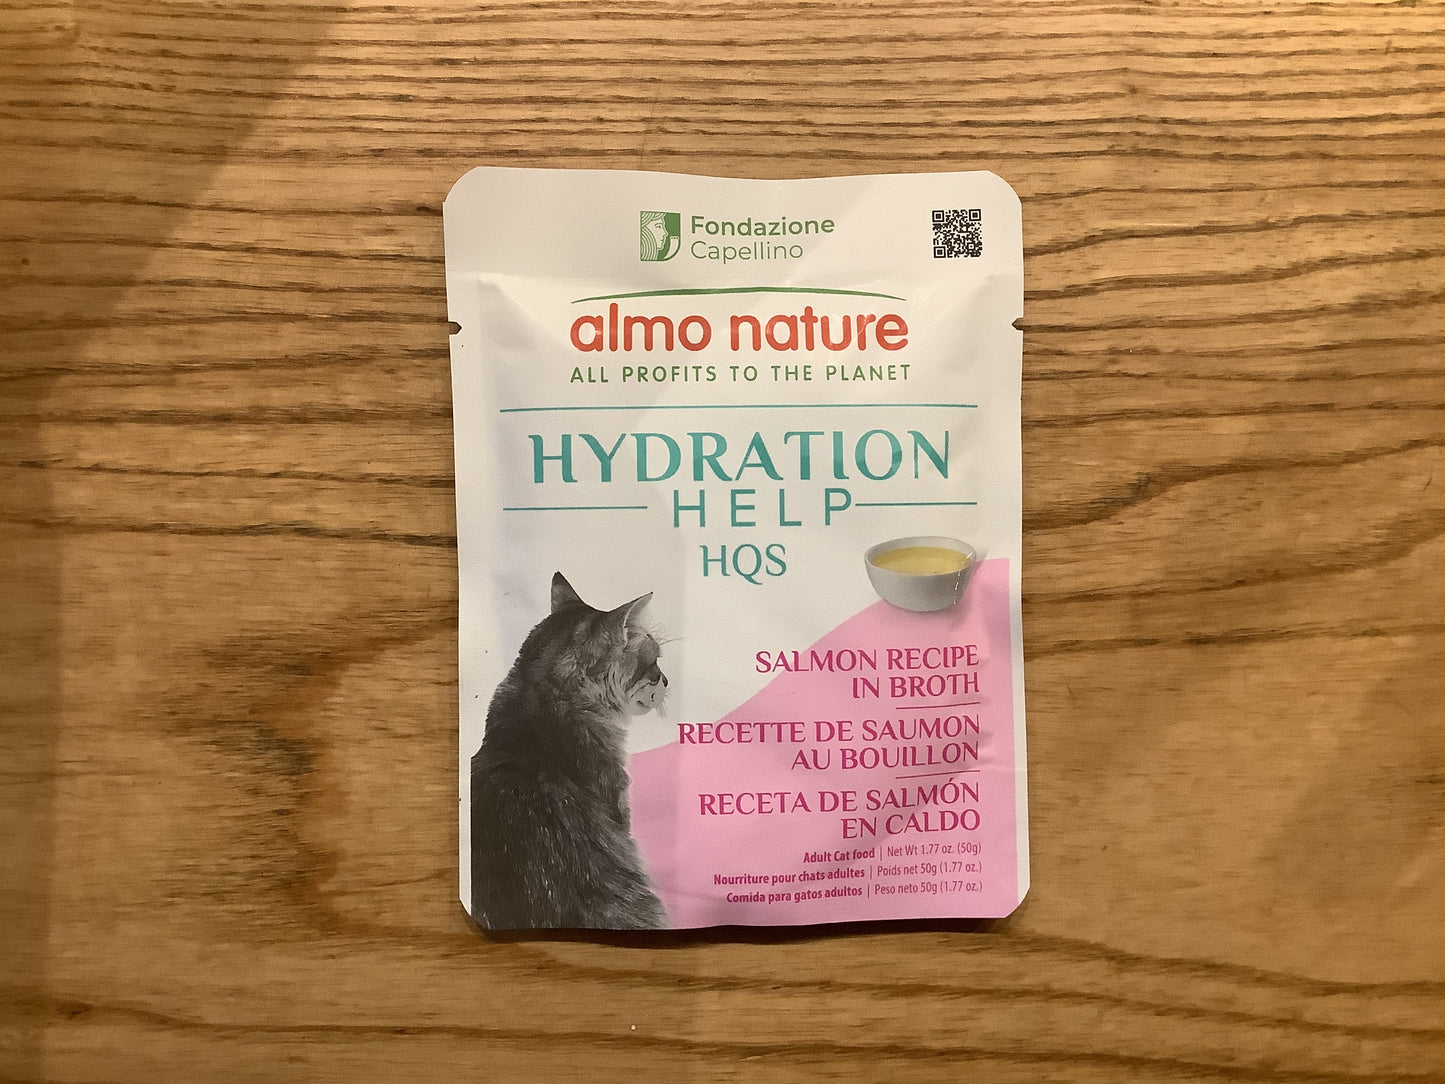 Fondazione
Capellino
almo nature
ALL PROFITS TO THE PLANET
HYDRATION
HELP
HQS
SALMON RECIPE
IN BROTH
RECETTE DE SAUMON
AU BOUILLON
RECETA DE SALMÓN
EN CALDO
Adult Cat food | Net Wt 1.77 oz. (50g)
Nourriture pour chats adultes | Poids net 50g (1.77 oz.)
Comida para gatos adultos | Peso neto 50g (1.77 oz.)